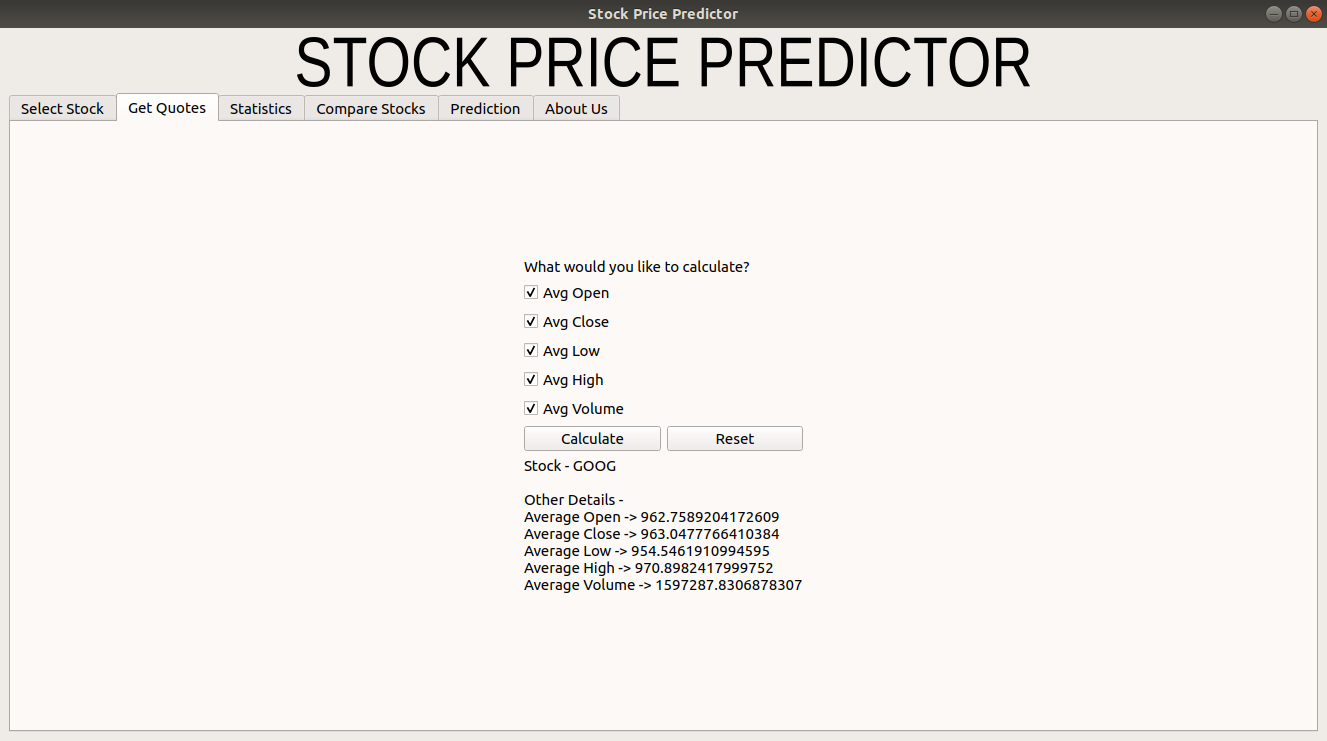 Stock Price Predictor
STOCK PRICE PREDICTOR
Select Stock Get Quotes Statistics Compare Stocks Prediction About Us
What would you like to calculate?
Avg Open
Avg Close
Avg Low
Avg High
Avg Volume
Calculate Reset
Stock - GOOG
Other Details -
Average Open -> 962.7589204172609
Average Close -> 963.0477766410384
Average Low -> 954.5461910994595
Average High -> 970.8982417999752
Average Volume -> 1597287.8306878307